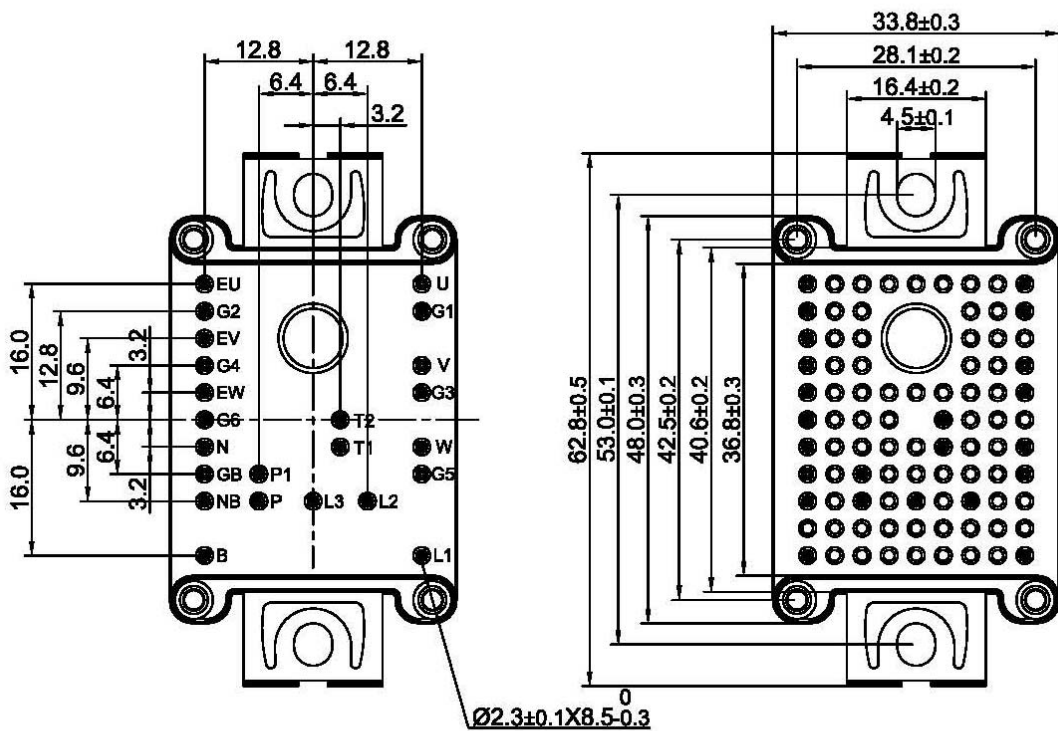 12.8 12.8
6.4 6.4
3.2
EU U
G2 G1
EV
G4 V
EW G3
G6 T2
N T1 W
GB P1 G5
NB P L3 L2
B L1
16.0
12.8
9.6
6.4
3.2
16.0
9.6
6.4
3.2
Ø2.3±0.1X8.5-0.3
0
33.8±0.3
28.1±0.2
16.4±0.2
4.5±0.1
62.8±0.5
53.0±0.1
48.0±0.3
42.5±0.2
40.6±0.2
36.8±0.3